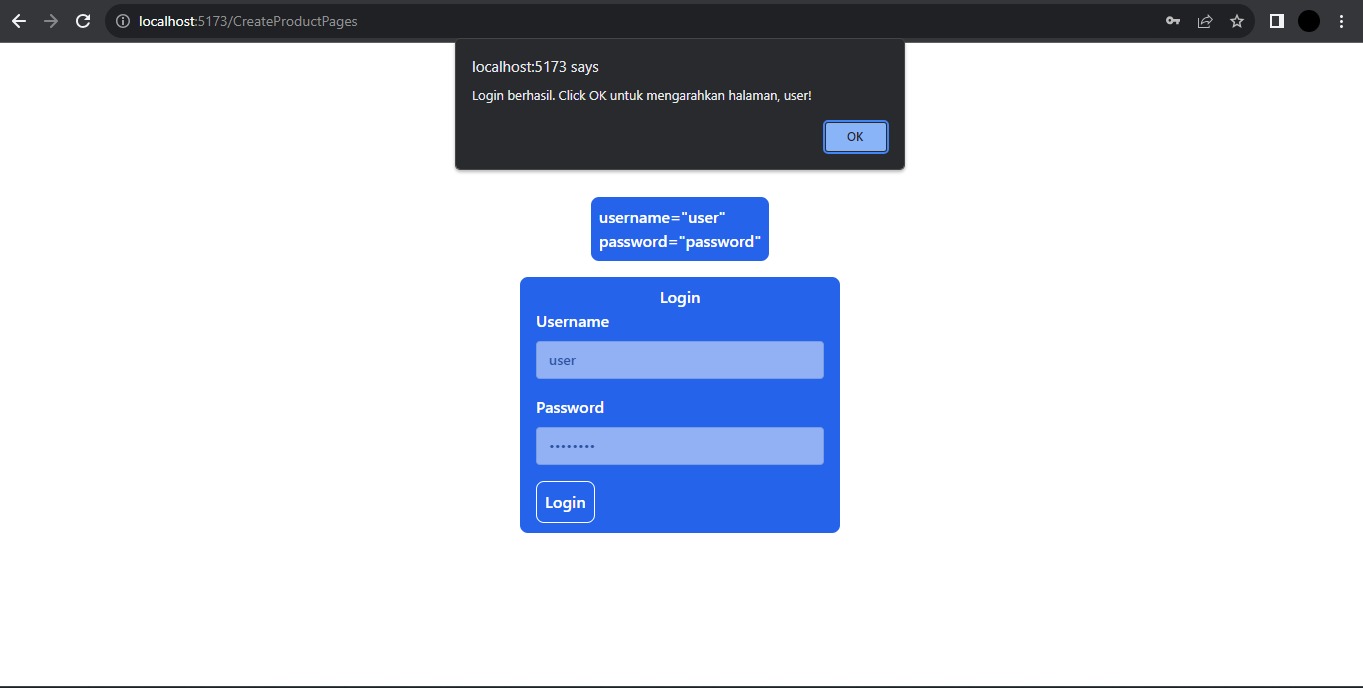 localhost:5173/CreateProductPages
localhost:5173 says
Login berhasil. Click OK untuk mengarahkan halaman, user!
OK
username="user"
password="password"
Login
Username
user
Password
••••••••
Login